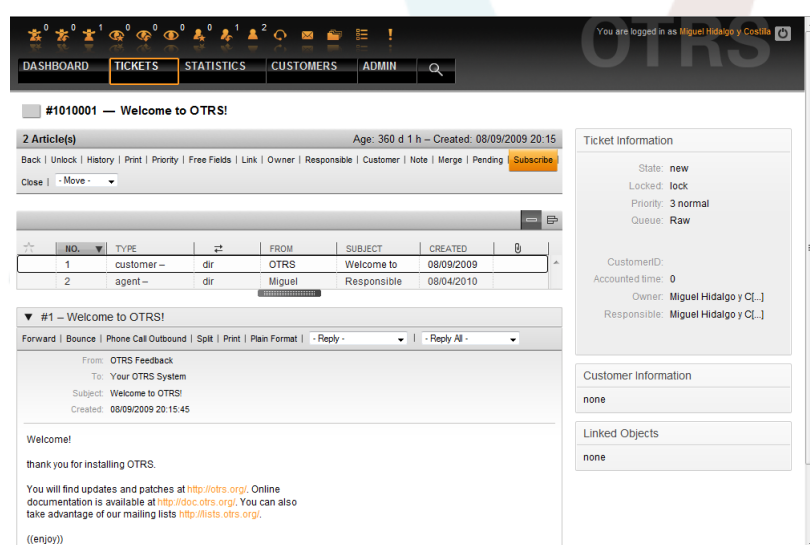 0 0 1 0 0 0 0 1 2
You are logged in as Miguel Hidalgo y Costilla
OTRS
DASHBOARD TICKETS STATISTICS CUSTOMERS ADMIN
#1010001 — Welcome to OTRS!
2 Article(s) Age: 360 d 1 h – Created: 08/09/2009 20:15
Back | Unlock | History | Print | Priority | Free Fields | Link | Owner | Responsible | Customer | Note | Merge | Pending | Subscribe |
Close | - Move -
NO. TYPE FROM SUBJECT CREATED
1 customer – dir OTRS Welcome to 08/09/2009
2 agent – dir Miguel Responsible 08/04/2010
#1 – Welcome to OTRS!
Forward | Bounce | Phone Call Outbound | Split | Print | Plain Format | - Reply - | - Reply All -
From: OTRS Feedback
To: Your OTRS System
Subject: Welcome to OTRS!
Created: 08/09/2009 20:15:45
Welcome!
thank you for installing OTRS.
You will find updates and patches at http://otrs.org/. Online
documentation is available at http://doc.otrs.org/. You can also
take advantage of our mailing lists http://lists.otrs.org/.
((enjoy))
Ticket Information
State: new
Locked: lock
Priority: 3 normal
Queue: Raw
CustomerID:
Accounted time: 0
Owner: Miguel Hidalgo y C[...]
Responsible: Miguel Hidalgo y C[...]
Customer Information
none
Linked Objects
none